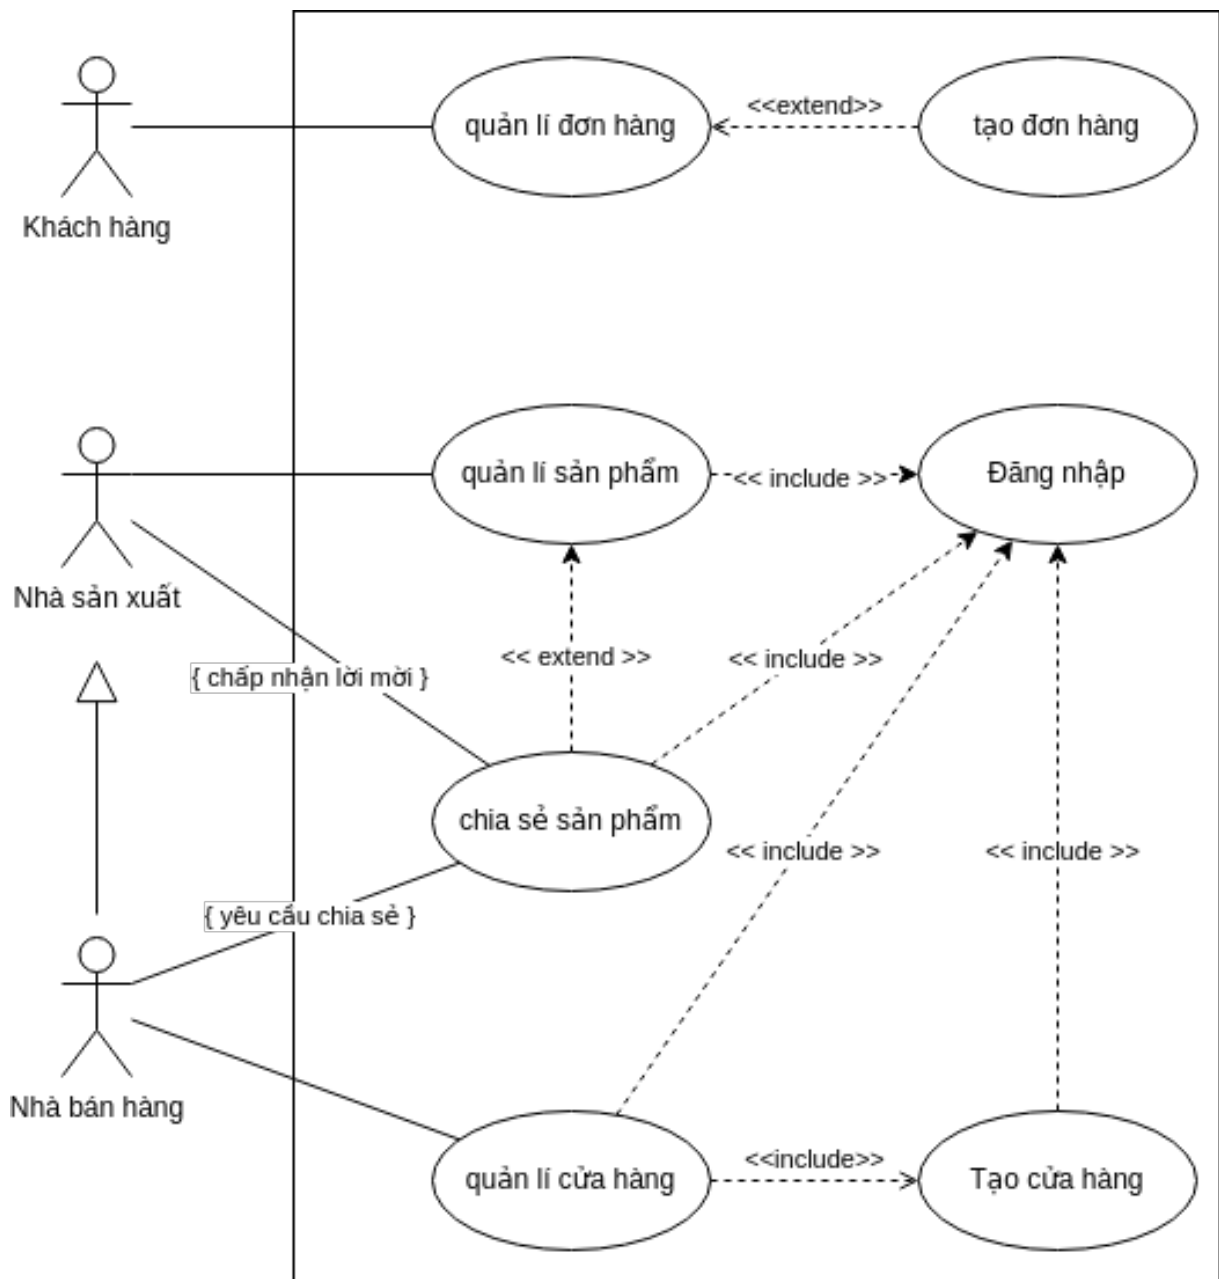 quản lí đơn hàng
<<extend>>
tạo đơn hàng
Khách hàng
quản lí sản phẩm
<< include >>
Đăng nhập
Nhà sản xuất
{ chấp nhận lời mời }
<< extend >>
<< include >>
chia sẻ sản phẩm
<< include >>
<< include >>
{ yêu cầu chia sẻ }
Nhà bán hàng
quản lí cửa hàng
<<include>>
Tạo cửa hàng